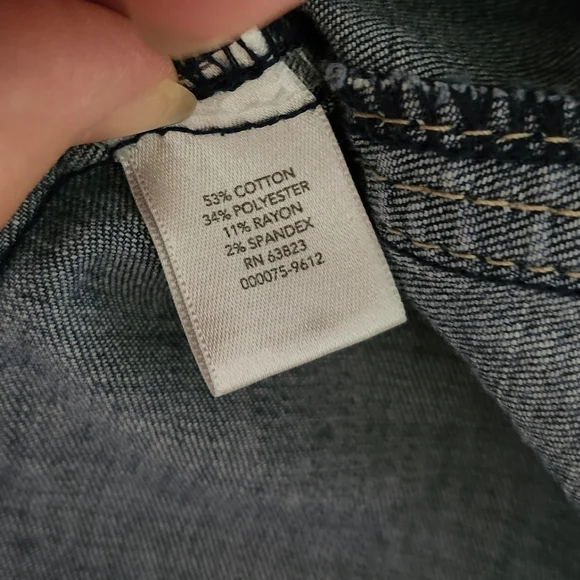 53% COTTON
34% POLYESTER
11% RAYON
2% SPANDEX
RN 63823
000075-9612